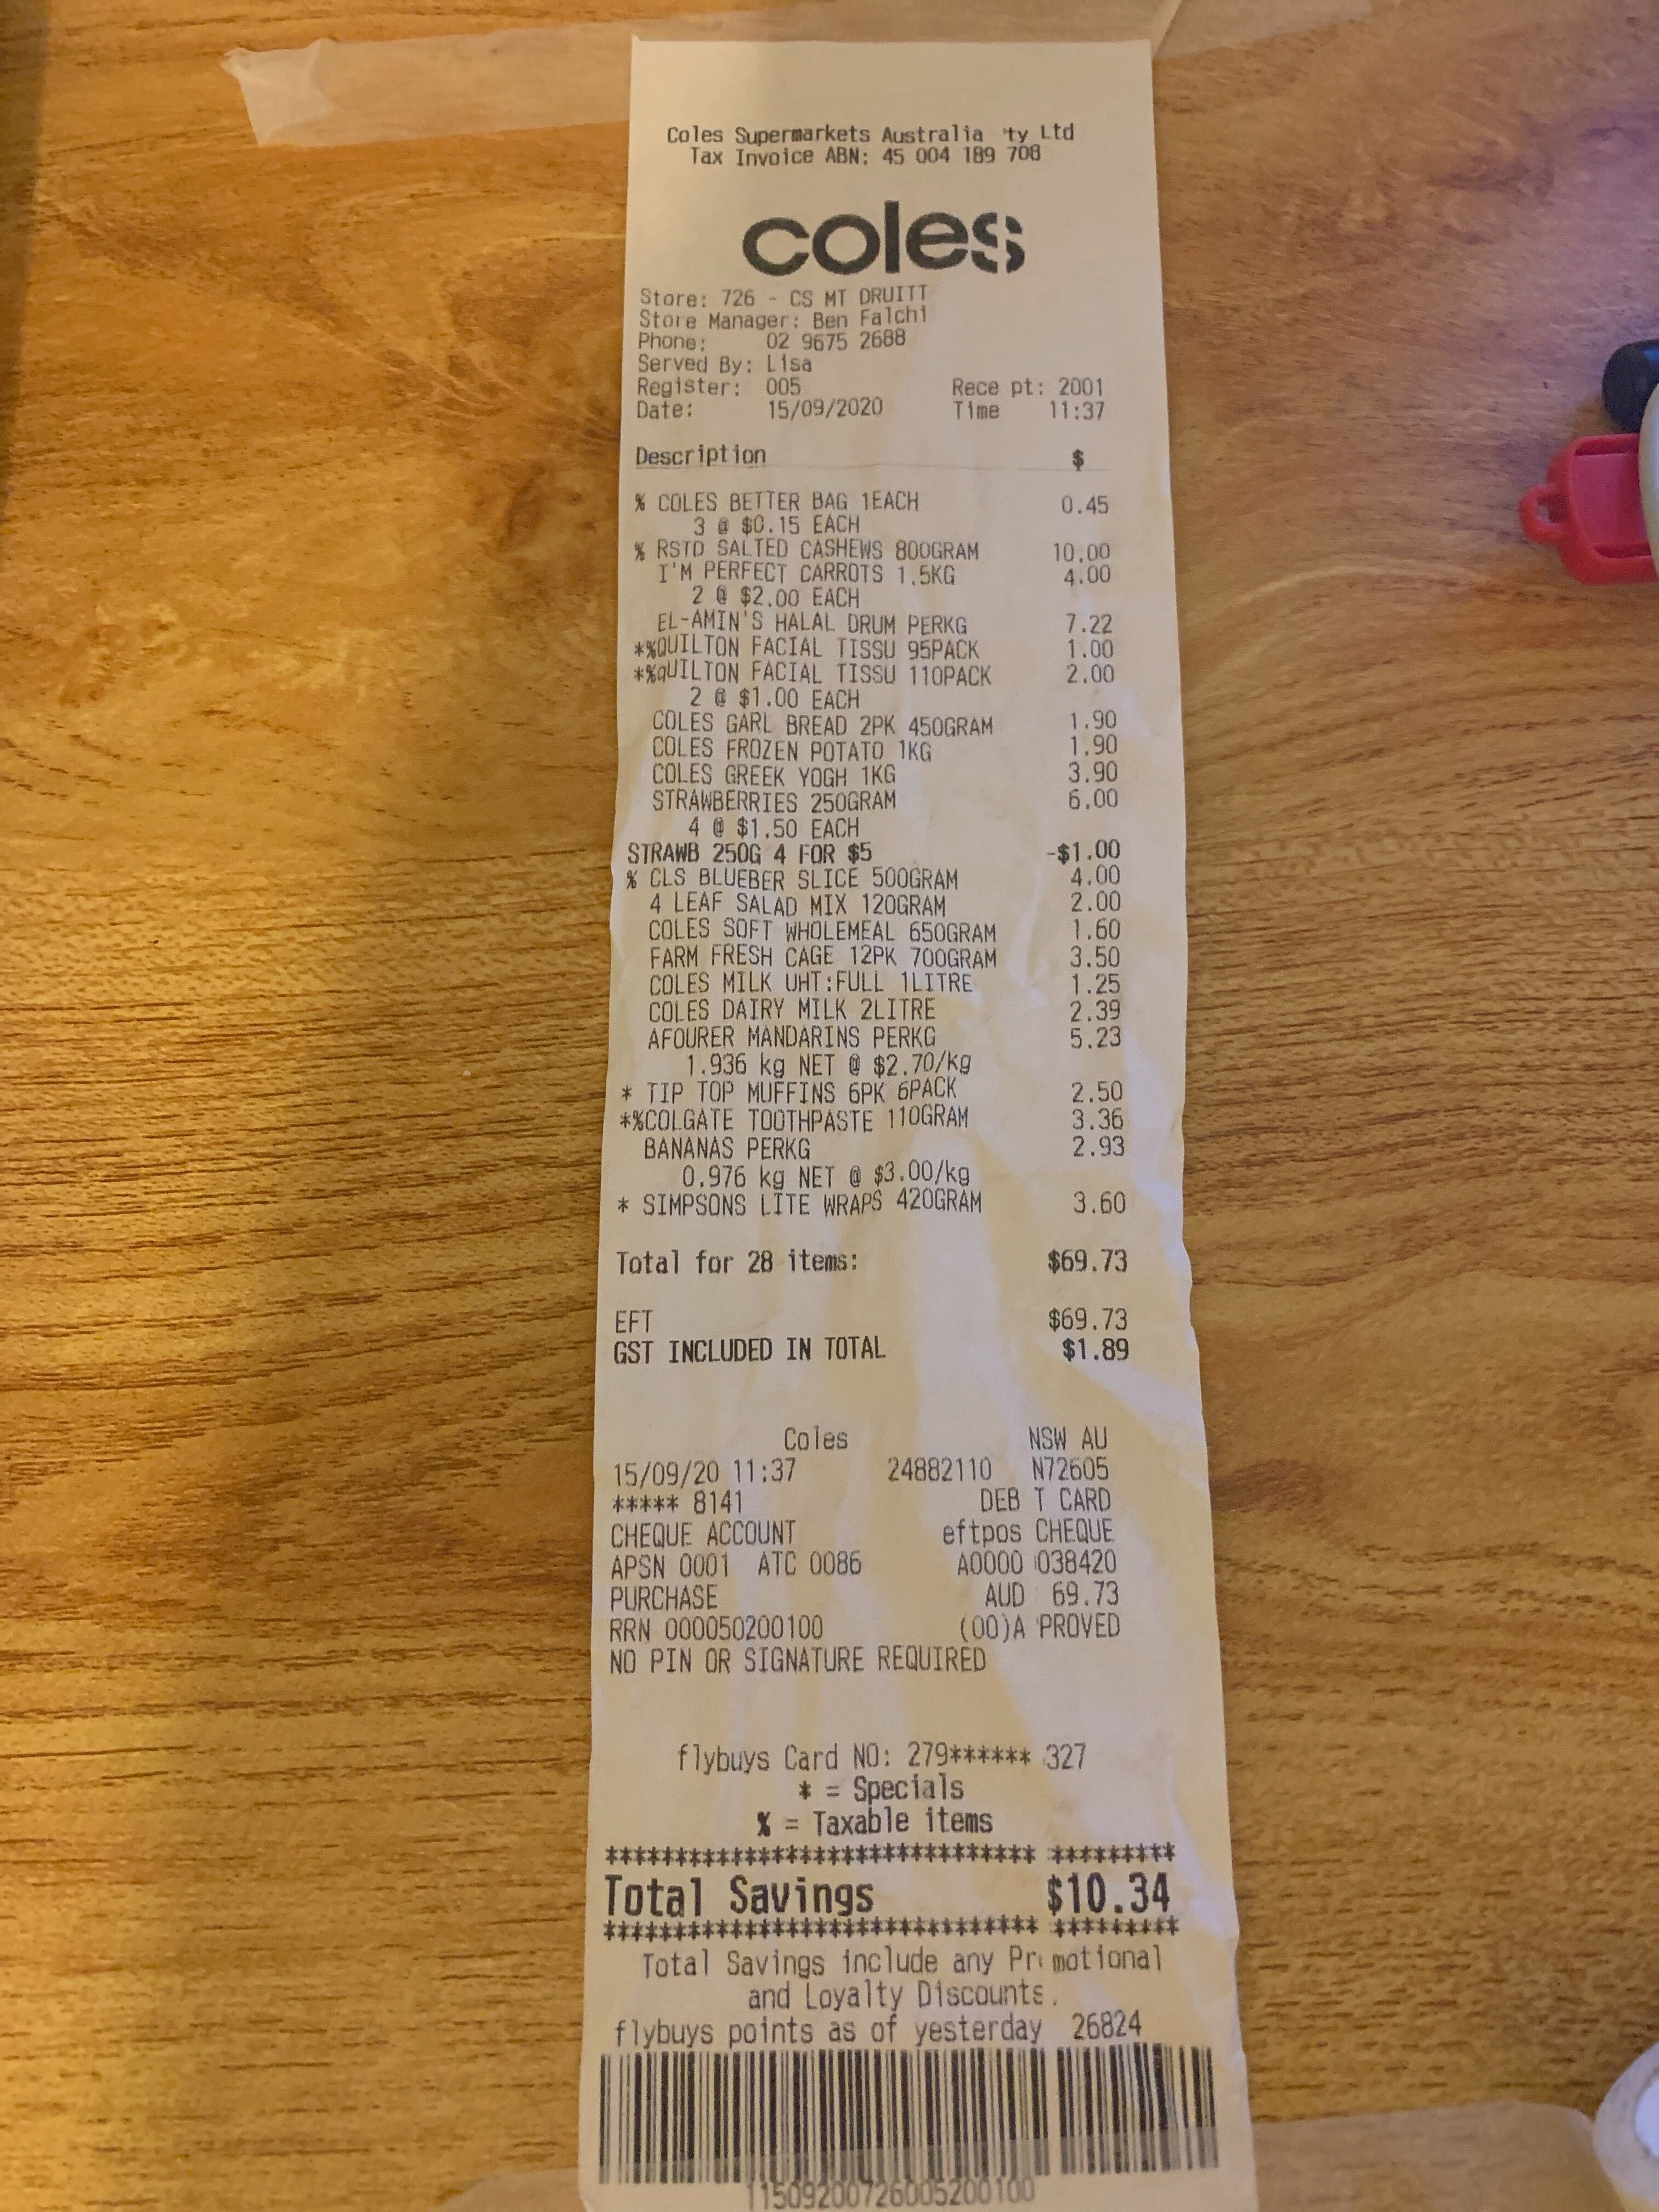 Coles Supermarkets Australia ty Ltd
Tax Invoice ABN: 45 004 189 708
coles
Store: 726 - CS MT DRUITT
Store Manager: Ben Falchi
Phone: 02 9675 2688
Served By: Lisa
Register: 005 Rece pt: 2001
Date: 15/09/2020 Time 11:37
Description $
% COLES BETTER BAG 1EACH 0.45
3 @ $0.15 EACH
% RSTD SALTED CASHEWS 800GRAM 10.00
I'M PERFECT CARROTS 1.5KG 4.00
2 @ $2.00 EACH
EL-AMIN'S HALAL DRUM PERKG 7.22
*%QUILTON FACIAL TISSU 95PACK 1.00
*%QUILTON FACIAL TISSU 110PACK 2.00
2 @ $1.00 EACH
COLES GARL BREAD 2PK 450GRAM 1.90
COLES FROZEN POTATO 1KG 1.90
COLES GREEK YOGH 1KG 3.90
STRAWBERRIES 250GRAM 6.00
4 @ $1.50 EACH
STRAWB 250G 4 FOR $5 -$1.00
% CLS BLUEBER SLICE 500GRAM 4.00
4 LEAF SALAD MIX 120GRAM 2.00
COLES SOFT WHOLEMEAL 650GRAM 1.60
FARM FRESH CAGE 12PK 700GRAM 3.50
COLES MILK UHT:FULL 1LITRE 1.25
COLES DAIRY MILK 2LITRE 2.39
AFOURER MANDARINS PERKG 5.23
1.936 kg NET @ $2.70/kg
* TIP TOP MUFFINS 6PK 6PACK 2.50
*%COLGATE TOOTHPASTE 110GRAM 3.36
BANANAS PERKG 2.93
0.976 kg NET @ $3.00/kg
* SIMPSONS LITE WRAPS 420GRAM 3.60
Total for 28 items: $69.73
EFT $69.73
GST INCLUDED IN TOTAL $1.89
Coles NSW AU
15/09/20 11:37 24882110 N72605
***** 8141 DEB T CARD
CHEQUE ACCOUNT eftpos CHEQUE
APSN 0001 ATC 0086 A0000 038420
PURCHASE AUD 69.73
RRN 000050200100 (00)A PROVED
NO PIN OR SIGNATURE REQUIRED
flybuys Card NO: 279****** 327
* = Specials
% = Taxable items
******************************** *********
Total Savings $10.34
******************************** *********
Total Savings include any Pr motional
and Loyalty Discounts.
flybuys points as of yesterday 26824
11509200726005200100